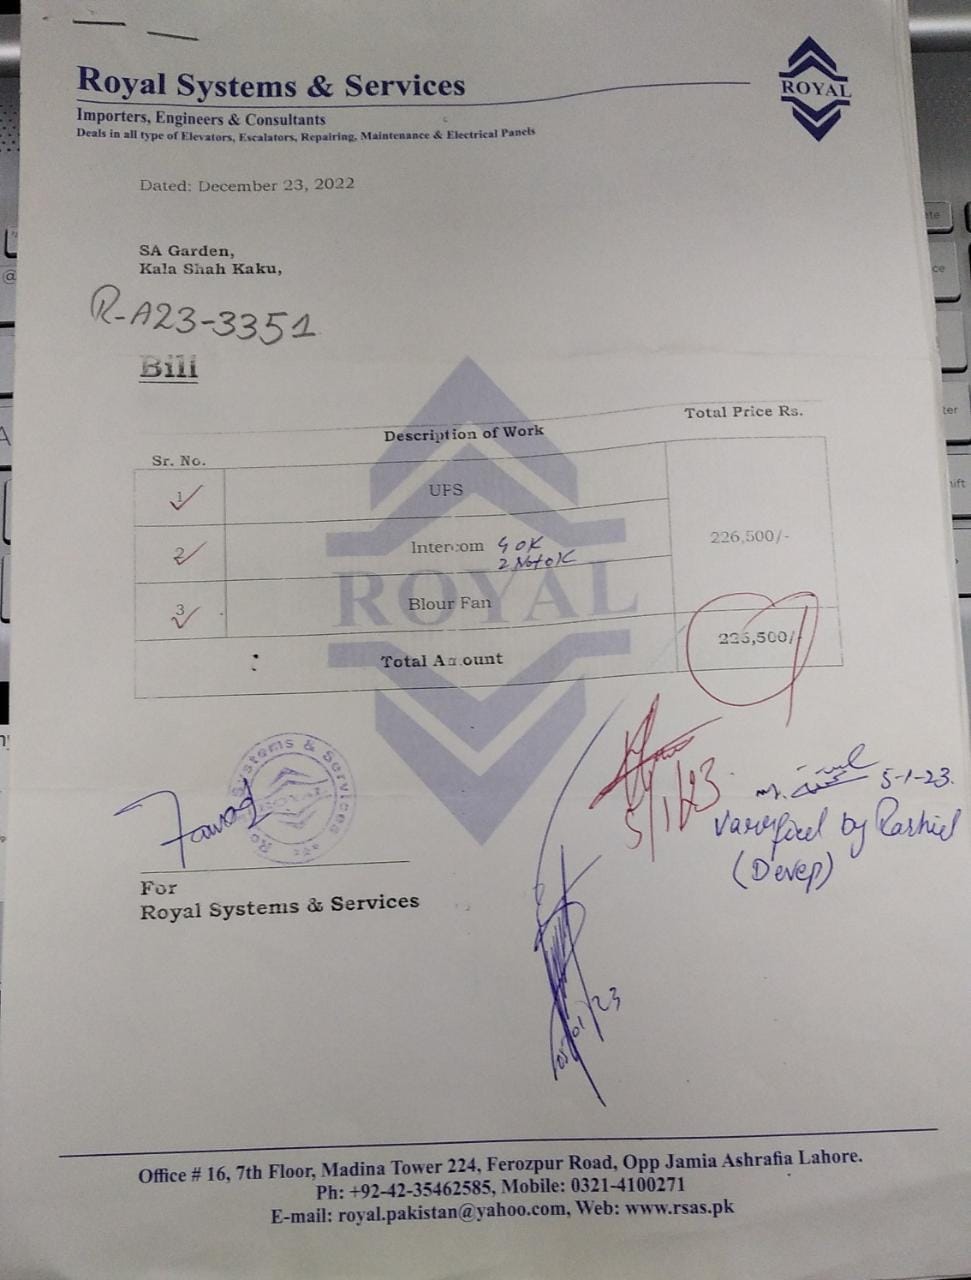 Royal Systems & Services
ROYAL
Importers, Engineers & Consultants
Deals in all type of Elevators, Escalators, Repairing, Maintenance & Electrical Panels
Dated: December 23, 2022
SA Garden,
Kala Shah Kaku,
R-A23-3351
Bill
Sr. No. Description of Work Total Price Rs.
1 UPS
2 Intercom 4 OK
2 Not OK
226,500/-
3 Blour Fan
Total Amount 226,500/-
ROYAL
Systems & Services
ROYAL
Fawad
5/1/23
5-1-23.
Varrified by Rashid
(Devep)
For
Royal Systems & Services
05/01/23
Office # 16, 7th Floor, Madina Tower 224, Ferozpur Road, Opp Jamia Ashrafia Lahore.
Ph: +92-42-35462585, Mobile: 0321-4100271
E-mail: royal.pakistan@yahoo.com, Web: www.rsas.pk